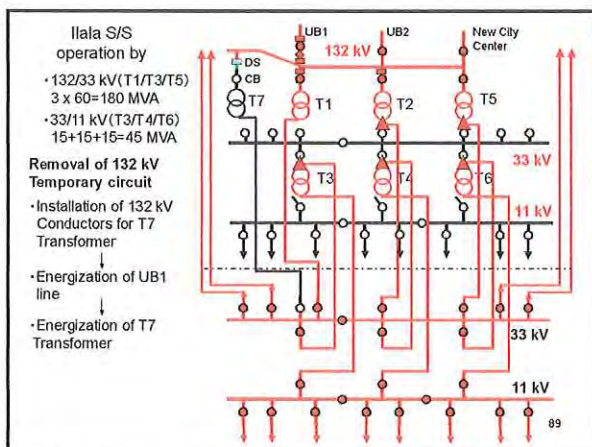 Ilala S/S
operation by
・132/33 kV(T1/T3/T5)
3 x 60=180 MVA
・33/11 kV(T3/T4/T6)
15+15+15=45 MVA
Removal of 132 kV
Temporary circuit
・Installation of 132 kV
Conductors for T7
Transformer
・Energization of UB1
line
・Energization of T7
Transformer
UB1
UB2
New City
Center
132 kV
DS
CB
T7
T1
T2
T5
33 kV
T3
T4
T6
11 kV
33 kV
11 kV
89